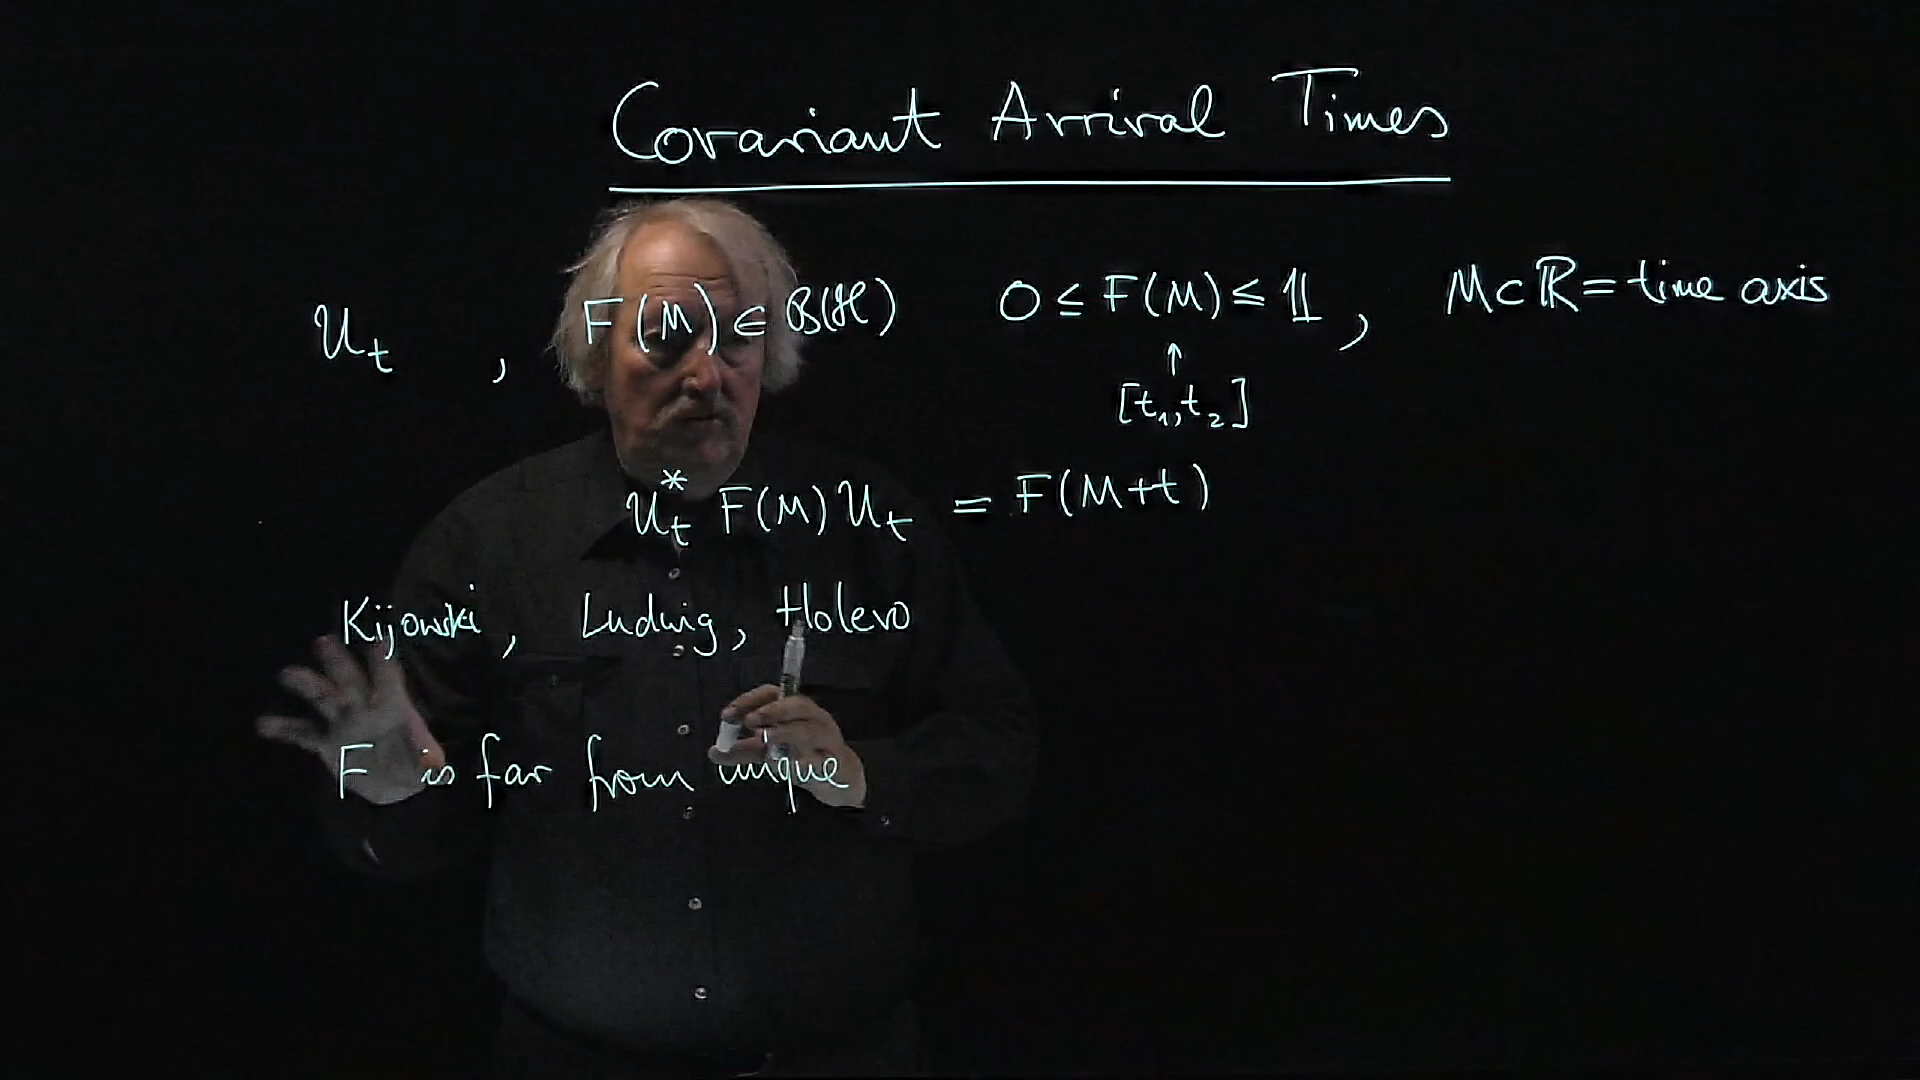 Covariant Arrival Times
U_t , F(M) ∈ B(H) 0 ≤ F(M) ≤ 𝟙 , M ⊂ ℝ = time axis
↑
[t₁, t₂]
U_t^* F(M) U_t = F(M+t)
Kijowski, Ludwig, Holevo
F is far from unique